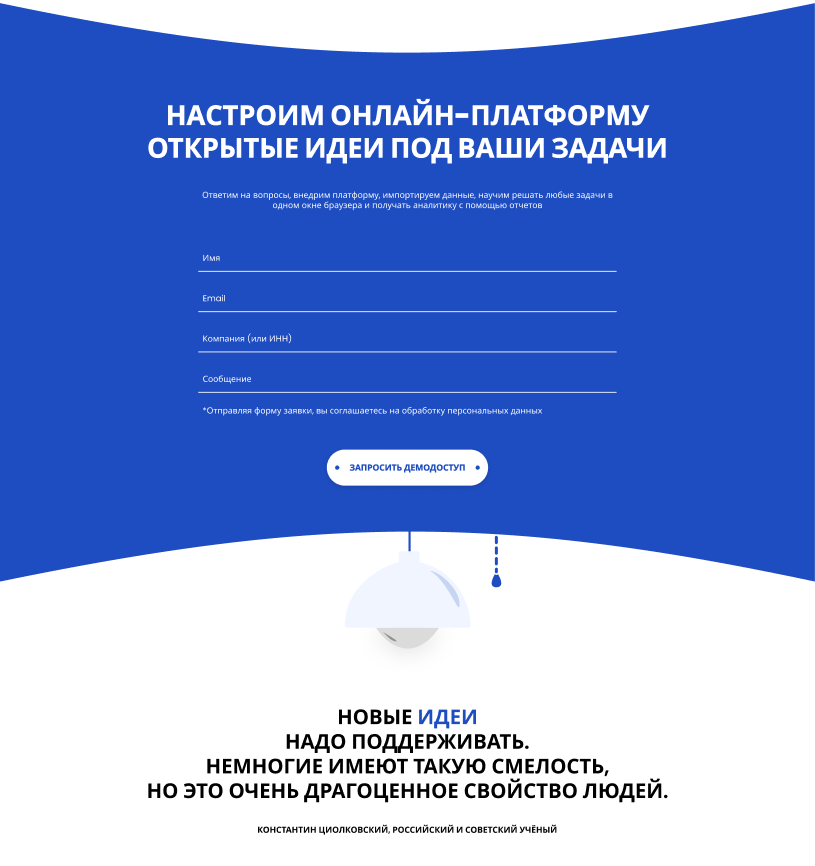 НАСТРОИМ ОНЛАЙН-ПЛАТФОРМУ
ОТКРЫТЫЕ ИДЕИ ПОД ВАШИ ЗАДАЧИ
Ответим на вопросы, внедрим платформу, импортируем данные, научим решать любые задачи в
одном окне браузера и получать аналитику с помощью отчетов
Имя
Email
Компания (или ИНН)
Сообщение
*Отправляя форму заявки, вы соглашаетесь на обработку персональных данных
ЗАПРОСИТЬ ДЕМОДОСТУП
НОВЫЕ ИДЕИ
НАДО ПОДДЕРЖИВАТЬ.
НЕМНОГИЕ ИМЕЮТ ТАКУЮ СМЕЛОСТЬ,
НО ЭТО ОЧЕНЬ ДРАГОЦЕННОЕ СВОЙСТВО ЛЮДЕЙ.
КОНСТАНТИН ЦИОЛКОВСКИЙ, РОССИЙСКИЙ И СОВЕТСКИЙ УЧЁНЫЙ